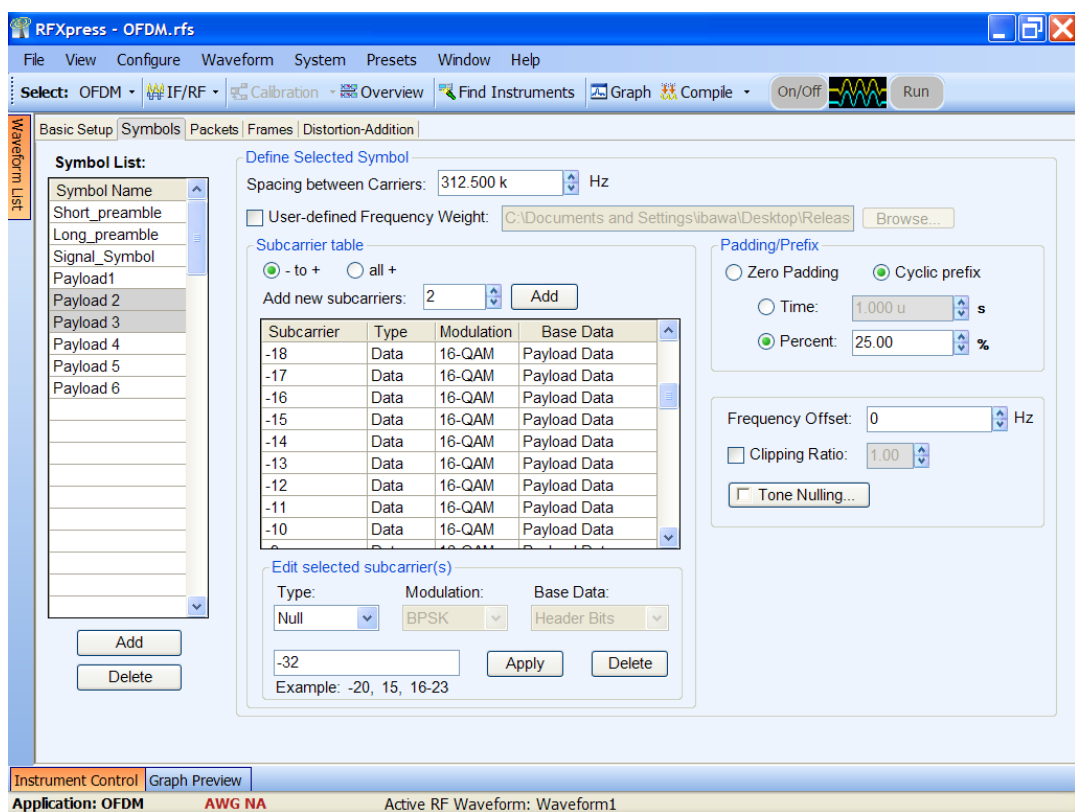 RFXpress - OFDM.rfs
File View Configure Waveform System Presets Window Help
Select: OFDM IF/RF Calibration Overview Find Instruments Graph Compile On/Off Run
Waveform List
Basic Setup Symbols Packets Frames Distortion-Addition
Symbol List:
Symbol Name
Short_preamble
Long_preamble
Signal_Symbol
Payload1
Payload 2
Payload 3
Payload 4
Payload 5
Payload 6
Add
Delete
Define Selected Symbol
Spacing between Carriers: 312.500 k Hz
User-defined Frequency Weight: C:\Documents and Settings\ibawa\Desktop\Releas Browse...
Subcarrier table
- to + all +
Add new subcarriers: 2 Add
Subcarrier Type Modulation Base Data
-18 Data 16-QAM Payload Data
-17 Data 16-QAM Payload Data
-16 Data 16-QAM Payload Data
-15 Data 16-QAM Payload Data
-14 Data 16-QAM Payload Data
-13 Data 16-QAM Payload Data
-12 Data 16-QAM Payload Data
-11 Data 16-QAM Payload Data
-10 Data 16-QAM Payload Data
Edit selected subcarrier(s)
Type: Modulation: Base Data:
Null BPSK Header Bits
-32 Apply Delete
Example: -20, 15, 16-23
Padding/Prefix
Zero Padding Cyclic prefix
Time: 1.000 u s
Percent: 25.00 %
Frequency Offset: 0 Hz
Clipping Ratio: 1.00
Tone Nulling...
Instrument Control Graph Preview
Application: OFDM AWG NA Active RF Waveform: Waveform1